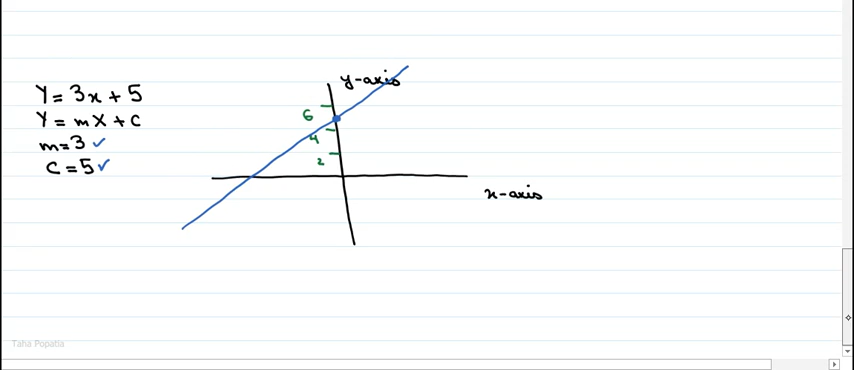 y-axis
Y = 3x + 5
Y = mX + C
m = 3 ✓
C = 5 ✓
6
4
2
x-axis
Taha Popatia